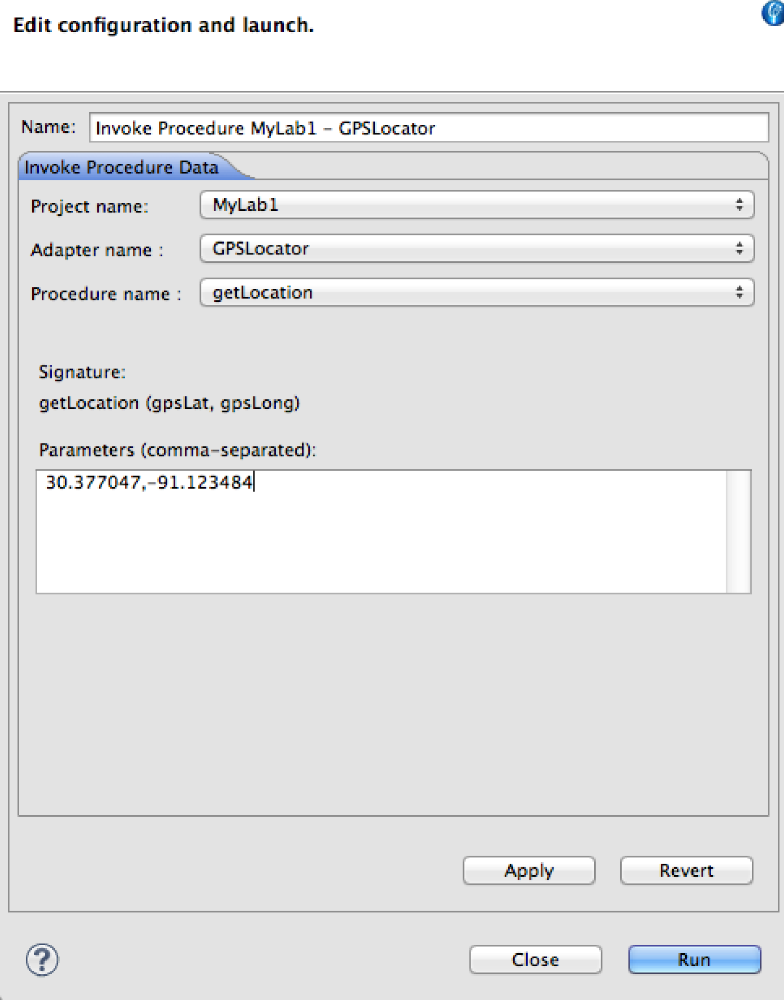 Edit configuration and launch.
Name: Invoke Procedure MyLab1 - GPSLocator
Invoke Procedure Data
Project name: MyLab1
Adapter name : GPSLocator
Procedure name : getLocation
Signature:
getLocation (gpsLat, gpsLong)
Parameters (comma-separated):
30.377047,-91.123484
Apply Revert
? Close Run